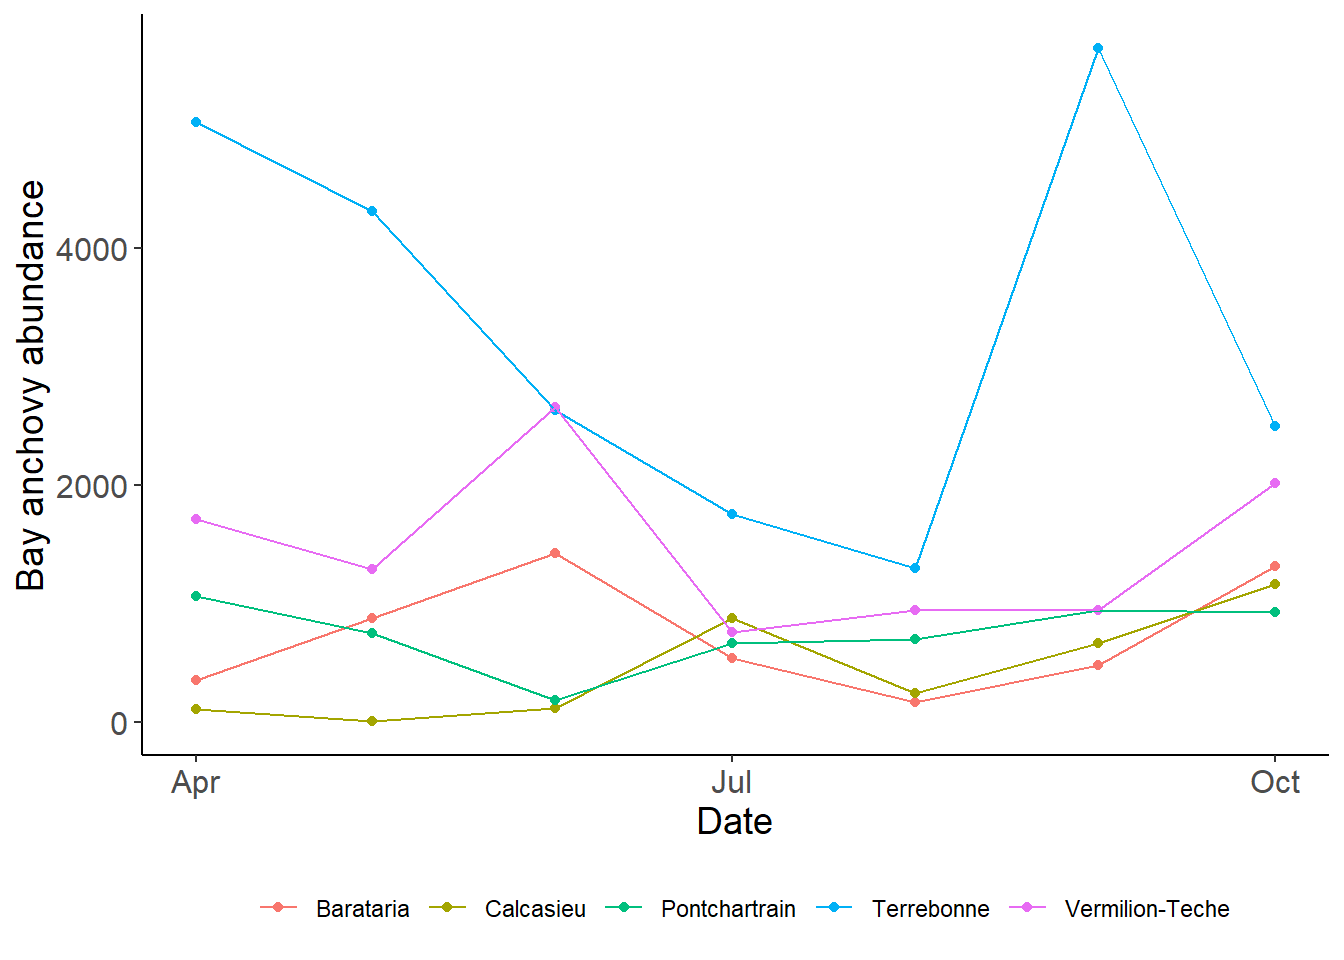 Bay anchovy abundance
4000
2000
0
Apr Jul Oct
Date
Barataria Calcasieu Pontchartrain Terrebonne Vermilion-Teche